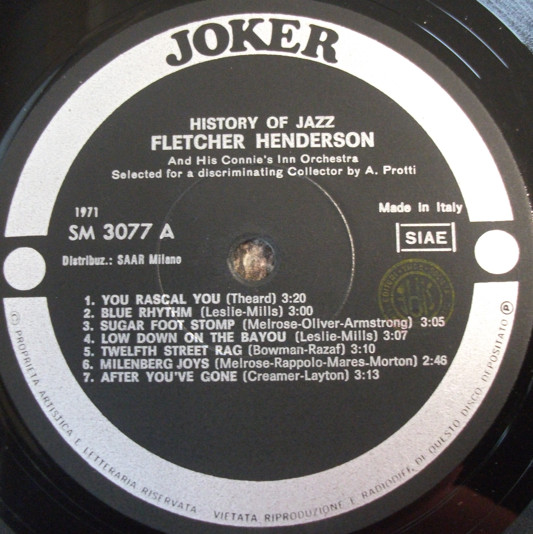 JOKER
HISTORY OF JAZZ
FLETCHER HENDERSON
And His Connie's Inn Orchestra
Selected for a discriminating Collector by A. Protti
1971
SM 3077 A
Distribuz.: SAAR Milano
Made in Italy
SIAE
1. YOU RASCAL YOU (Theard) 3:20
2. BLUE RHYTHM (Leslie-Mills) 3:00
3. SUGAR FOOT STOMP (Melrose-Oliver-Armstrong) 3:05
4. LOW DOWN ON THE BAYOU (Leslie-Mills) 3:07
5. TWELFTH STREET RAG (Bowman-Razaf) 3:10
6. MILENBERG JOYS (Melrose-Rappolo-Mares-Morton) 2:46
7. AFTER YOU'VE GONE (Creamer-Layton) 3:13
© PROPRIETÀ ARTISTICA E LETTERARIA RISERVATA - VIETATA RIPRODUZIONE E RADIODIFF. DI QUESTO DISCO. DEPOSITATO ℗